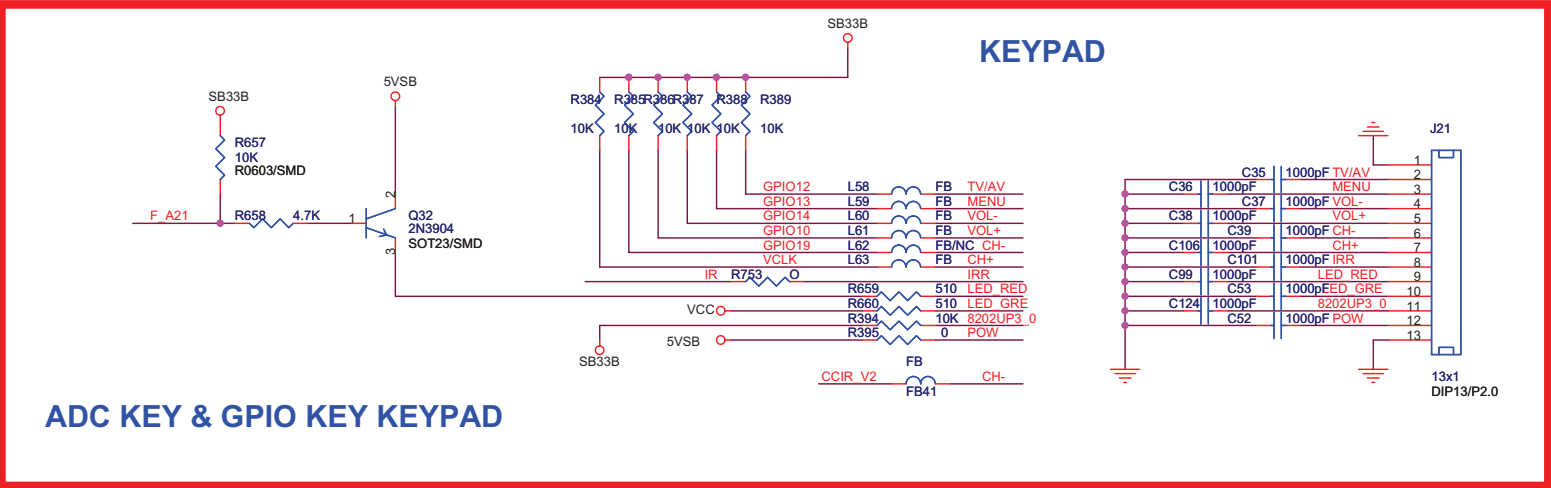 SB33B
KEYPAD
5VSB
SB33B
R384 R385 R386 R387 R388 R389
10K 10K 10K 10K 10K 10K
R657
10K
R0603/SMD
J21
F_A21 R658 4.7K 1
2
Q32
2N3904
SOT23/SMD
3
GPIO12 L58 FB TV/AV
GPIO13 L59 FB MENU
GPIO14 L60 FB VOL-
GPIO10 L61 FB VOL+
GPIO19 L62 FB/NC CH-
VCLK L63 FB CH+
IR R753 O IRR
R659 510 LED_RED
VCC R660 510 LED_GRE
R394 10K 8202UP3_0
5VSB R395 0 POW
SB33B
FB
CCIR_V2 CH-
FB41
1
C35 1000pF TV/AV 2
C36 1000pF MENU 3
C37 1000pF VOL- 4
C38 1000pF VOL+ 5
C39 1000pF CH- 6
C106 1000pF CH+ 7
C101 1000pF IRR 8
C99 1000pF LED_RED 9
C53 1000pF LED_GRE 10
C124 1000pF 8202UP3_0 11
C52 1000pF POW 12
13
13x1
DIP13/P2.0
ADC KEY & GPIO KEY KEYPAD